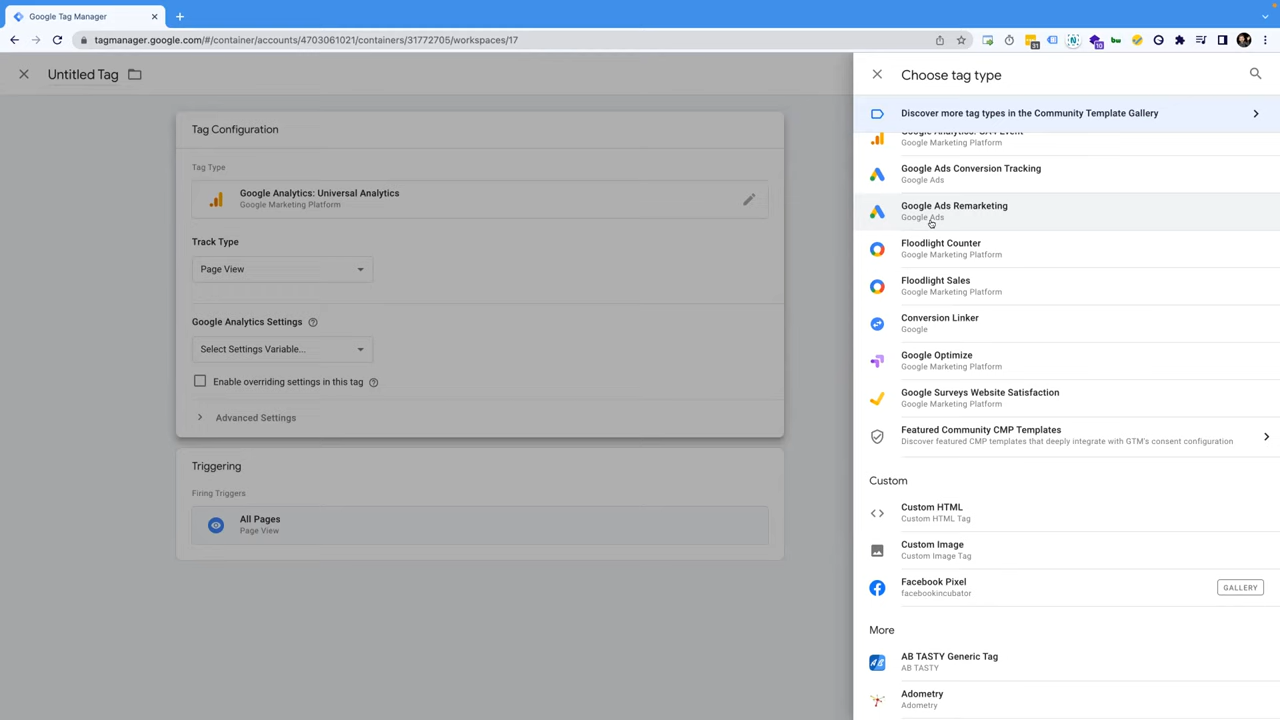 Google Tag Manager
tagmanager.google.com/#/container/accounts/4703061021/containers/31772705/workspaces/17
31
10
bw
Untitled Tag
Tag Configuration
Tag Type
Google Analytics: Universal Analytics
Google Marketing Platform
Track Type
Page View
Google Analytics Settings
Select Settings Variable...
Enable overriding settings in this tag
Advanced Settings
Triggering
Firing Triggers
All Pages
Page View
Choose tag type
Discover more tag types in the Community Template Gallery
Google Analytics: GA4 Event
Google Marketing Platform
Google Ads Conversion Tracking
Google Ads
Google Ads Remarketing
Google Ads
Floodlight Counter
Google Marketing Platform
Floodlight Sales
Google Marketing Platform
Conversion Linker
Google
Google Optimize
Google Marketing Platform
Google Surveys Website Satisfaction
Google Marketing Platform
Featured Community CMP Templates
Discover featured CMP templates that deeply integrate with GTM's consent configuration
Custom
Custom HTML
Custom HTML Tag
Custom Image
Custom Image Tag
Facebook Pixel
facebookincubator
GALLERY
More
AB TASTY Generic Tag
AB TASTY
Adometry
Adometry